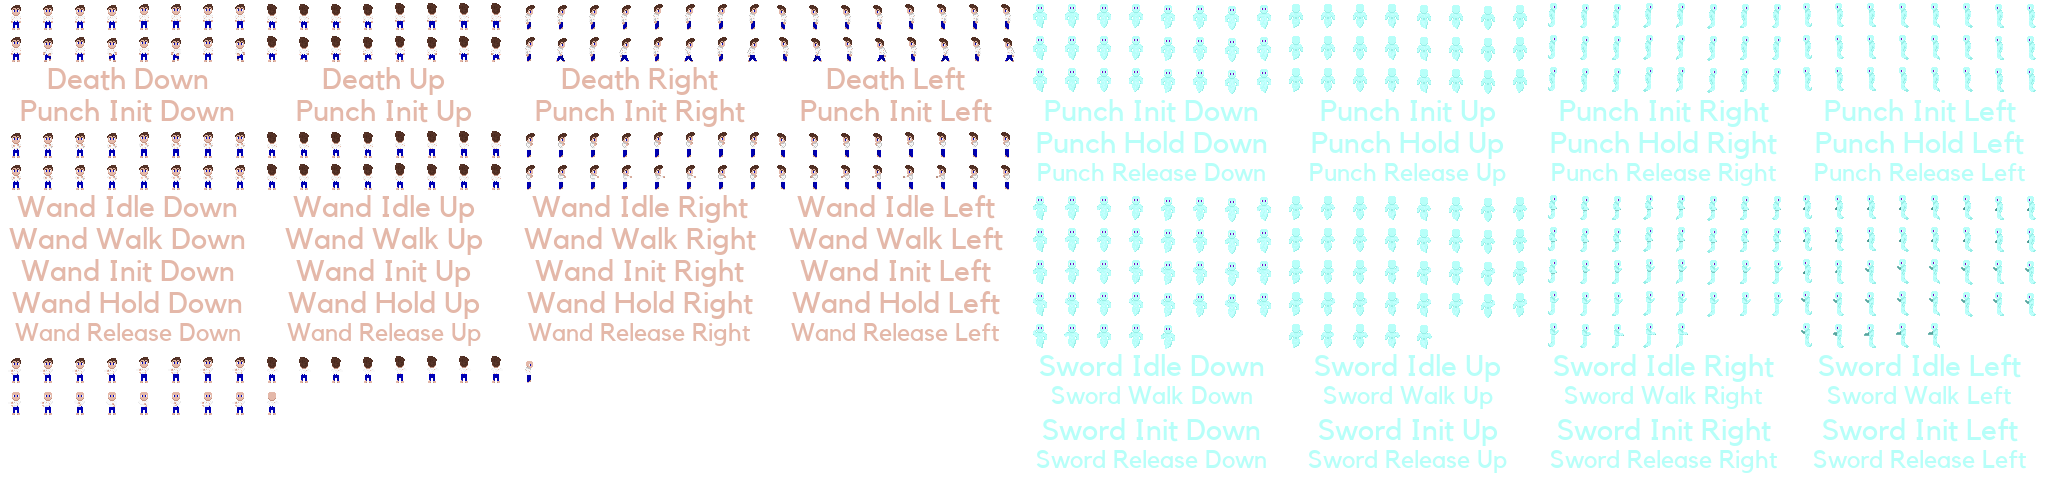 Death Down Death Up Death Right Death Left
Punch Init Down Punch Init Up Punch Init Right Punch Init Left Punch Init Down Punch Init Up Punch Init Right Punch Init Left
Punch Hold Down Punch Hold Up Punch Hold Right Punch Hold Left
Punch Release Down Punch Release Up Punch Release Right Punch Release Left
Wand Idle Down Wand Idle Up Wand Idle Right Wand Idle Left
Wand Walk Down Wand Walk Up Wand Walk Right Wand Walk Left
Wand Init Down Wand Init Up Wand Init Right Wand Init Left
Wand Hold Down Wand Hold Up Wand Hold Right Wand Hold Left
Wand Release Down Wand Release Up Wand Release Right Wand Release Left
Sword Idle Down Sword Idle Up Sword Idle Right Sword Idle Left
Sword Walk Down Sword Walk Up Sword Walk Right Sword Walk Left
Sword Init Down Sword Init Up Sword Init Right Sword Init Left
Sword Release Down Sword Release Up Sword Release Right Sword Release Left